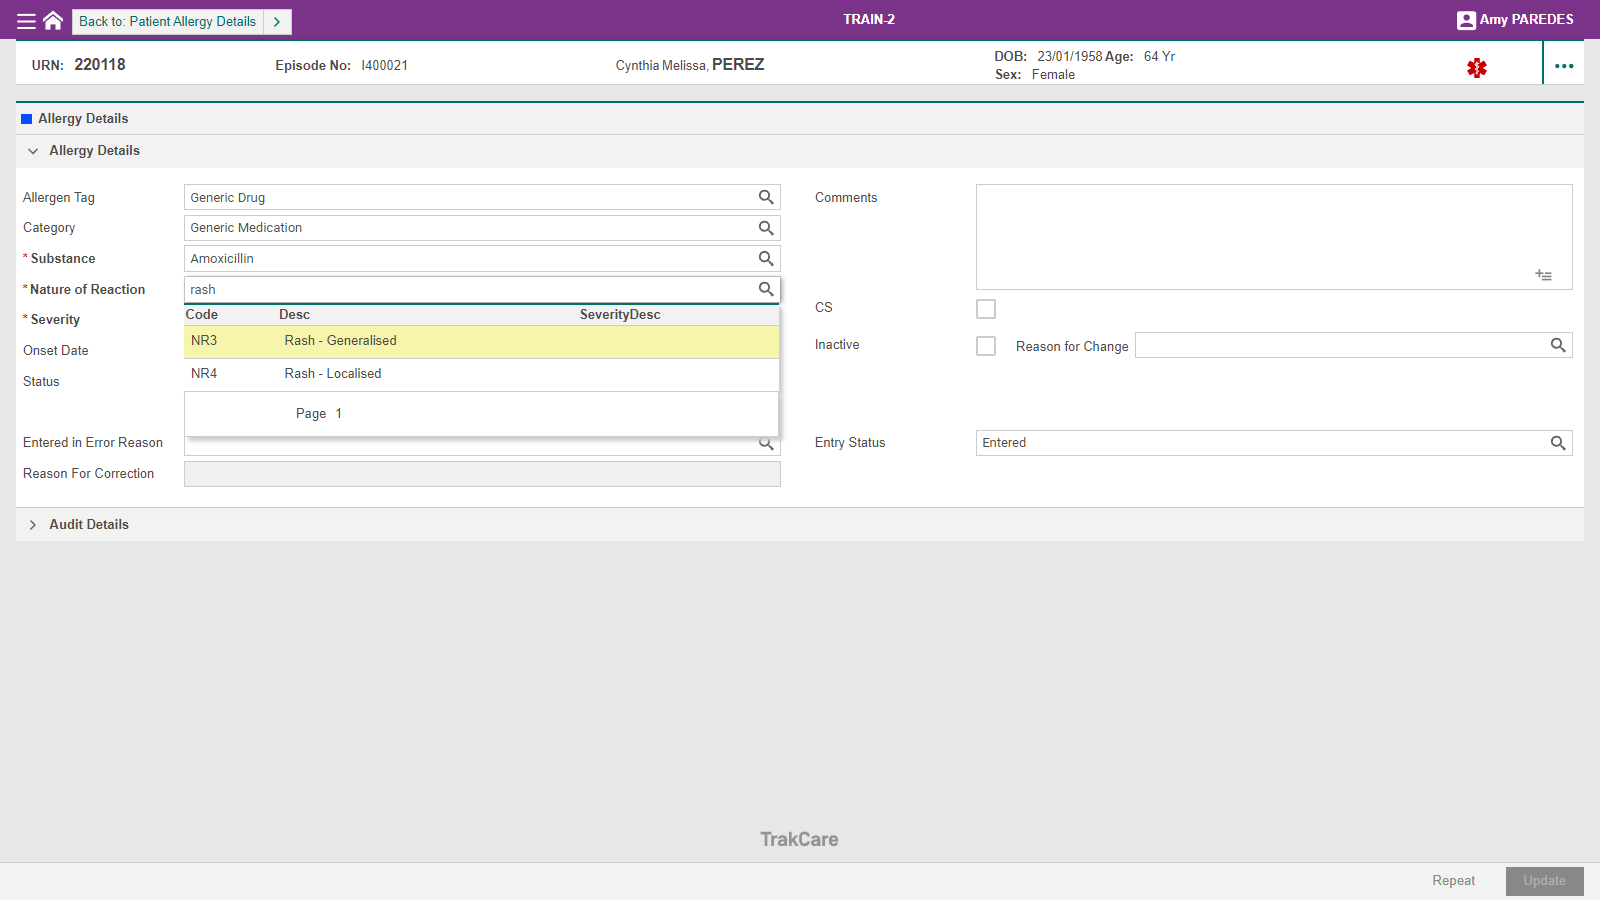 Back to: Patient Allergy Details
TRAIN-2
Amy PAREDES
URN: 220118
Episode No: I400021
Cynthia Melissa, PEREZ
DOB: 23/01/1958 Age: 64 Yr
Sex: Female
Allergy Details
Allergy Details
Allergen Tag
Generic Drug
Comments
Category
Generic Medication
* Substance
Amoxicillin
* Nature of Reaction
rash
Code Desc SeverityDesc
NR3 Rash - Generalised
NR4 Rash - Localised
Page 1
* Severity
Onset Date
Status
CS
Inactive
Reason for Change
Entered in Error Reason
Entry Status
Entered
Reason For Correction
Audit Details
TrakCare
Repeat
Update